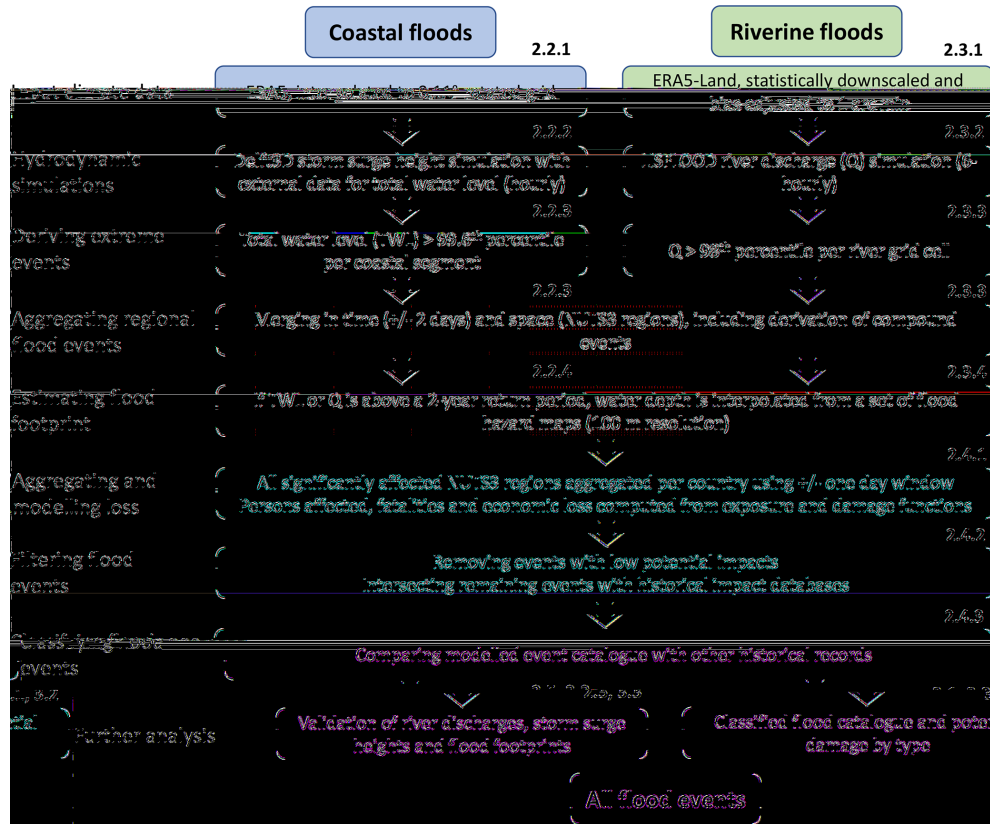 Coastal floods
Riverine floods
2.2.1
2.3.1
ERA5-Land, statistically downscaled and
2.2.2
2.3.2
Hydrodynamic
simulations
storm surge height simulation with
external data for total water level (hourly)
river discharge (Q) simulation (6-
hourly)
2.2.3
2.3.3
Deriving extreme
events
Total water level (TWL) > 99.6th percentile
per coastal segment
Q > 98th percentile per river grid cell
2.2.3
2.3.3
Aggregating regional
flood events
Merging in time (+/- 2 days) and space (NUTS3 regions), including derivation of compound
events
2.2.4
2.3.4
Estimating flood
footprint
If TWL or Q is above a 2-year return period, water depth is interpolated from a set of flood
hazard maps (100 m resolution)
2.4.1
Aggregating and
modelling loss
All significantly affected NUTS3 regions aggregated per country using +/- one day window
Persons affected, fatalities and economic loss computed from exposure and damage functions
2.4.2
Filtering flood
events
Removing events with low potential impacts
Intersecting remaining events with historical impact databases
2.4.3
Classifying flood
events
Comparing modelled event catalogue with other historical records
Further analysis
Validation of river discharges, storm surge
heights and flood footprints
Classified flood catalogue and
damage by type
All flood events